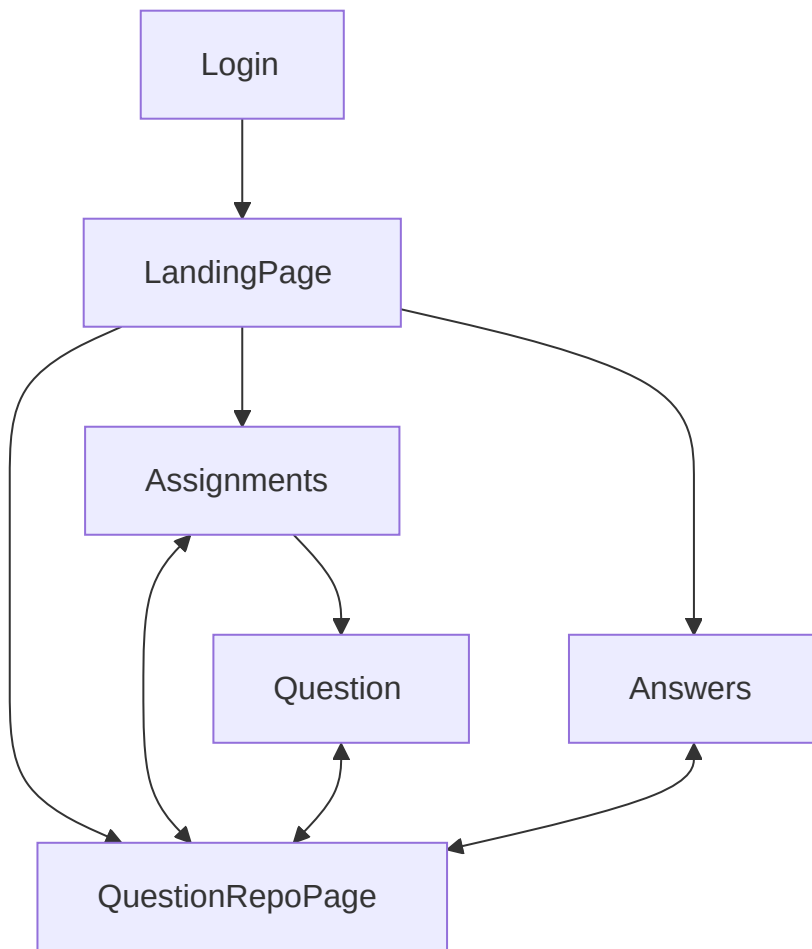 Login
LandingPage
Assignments
Question
Answers
QuestionRepoPage